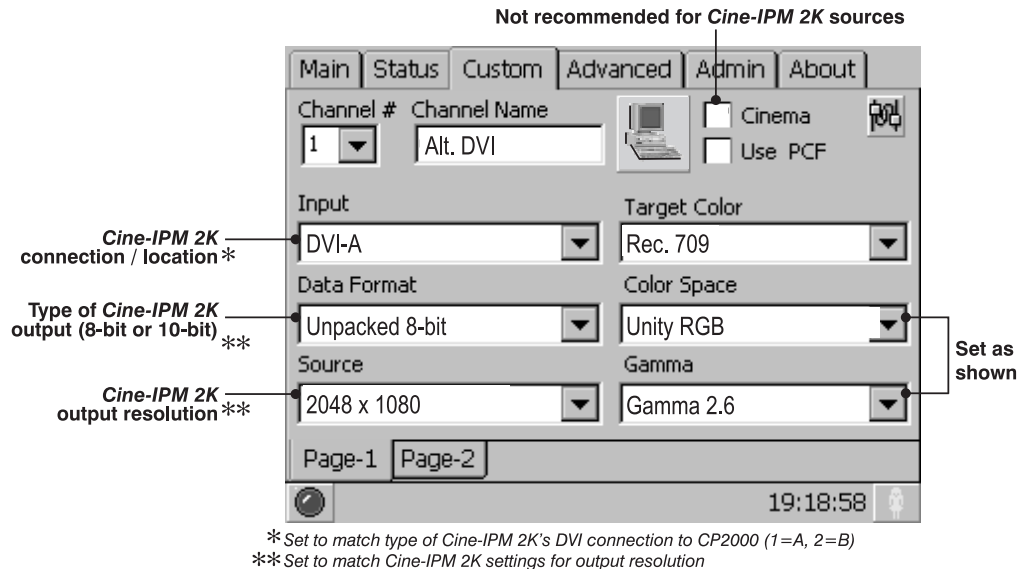 Not recommended for Cine-IPM 2K sources
Main Status Custom Advanced Admin About
Channel # Channel Name
1 Alt. DVI
Cinema
Use PCF
Input
Target Color
Cine-IPM 2K
connection / location*
DVI-A
Rec. 709
Data Format
Color Space
Type of Cine-IPM 2K
output (8-bit or 10-bit)**
Unpacked 8-bit
Unity RGB
Set as
shown
Source
Gamma
Cine-IPM 2K
output resolution**
2048 x 1080
Gamma 2.6
Page-1 Page-2
19:18:58
* Set to match type of Cine-IPM 2K's DVI connection to CP2000 (1=A, 2=B)
** Set to match Cine-IPM 2K settings for output resolution